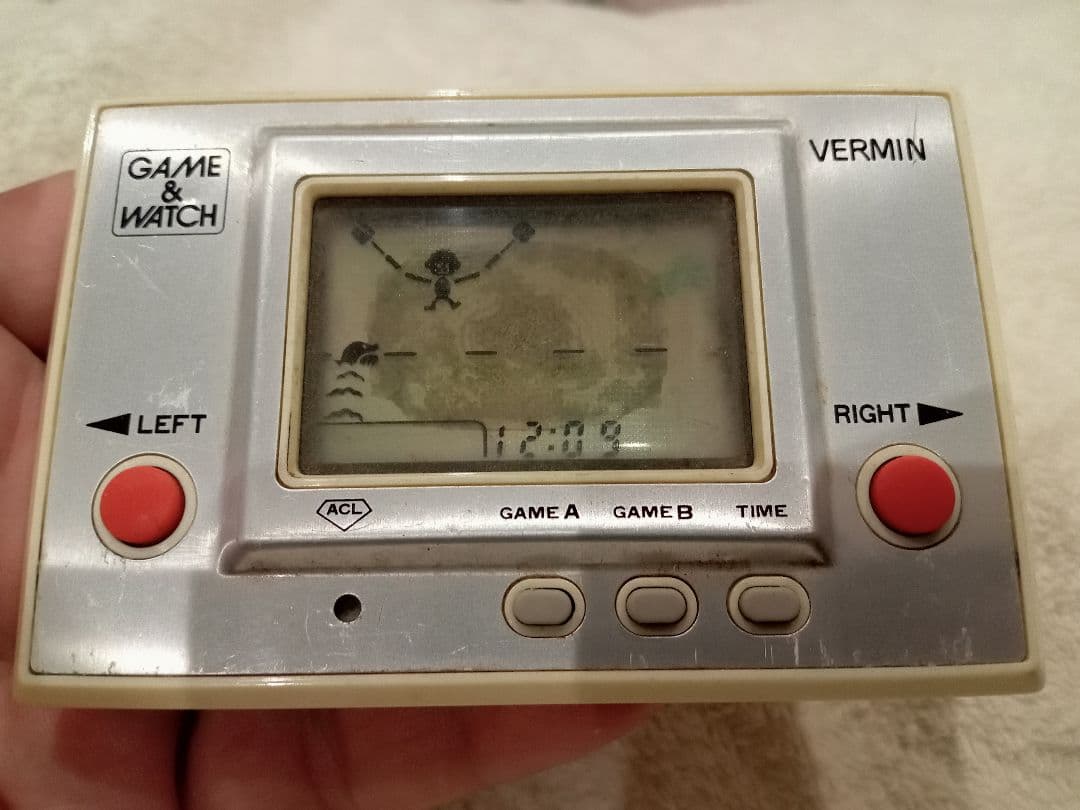 GAME
&
WATCH
VERMIN
12:09
LEFT
RIGHT
ACL
GAME A
GAME B
TIME